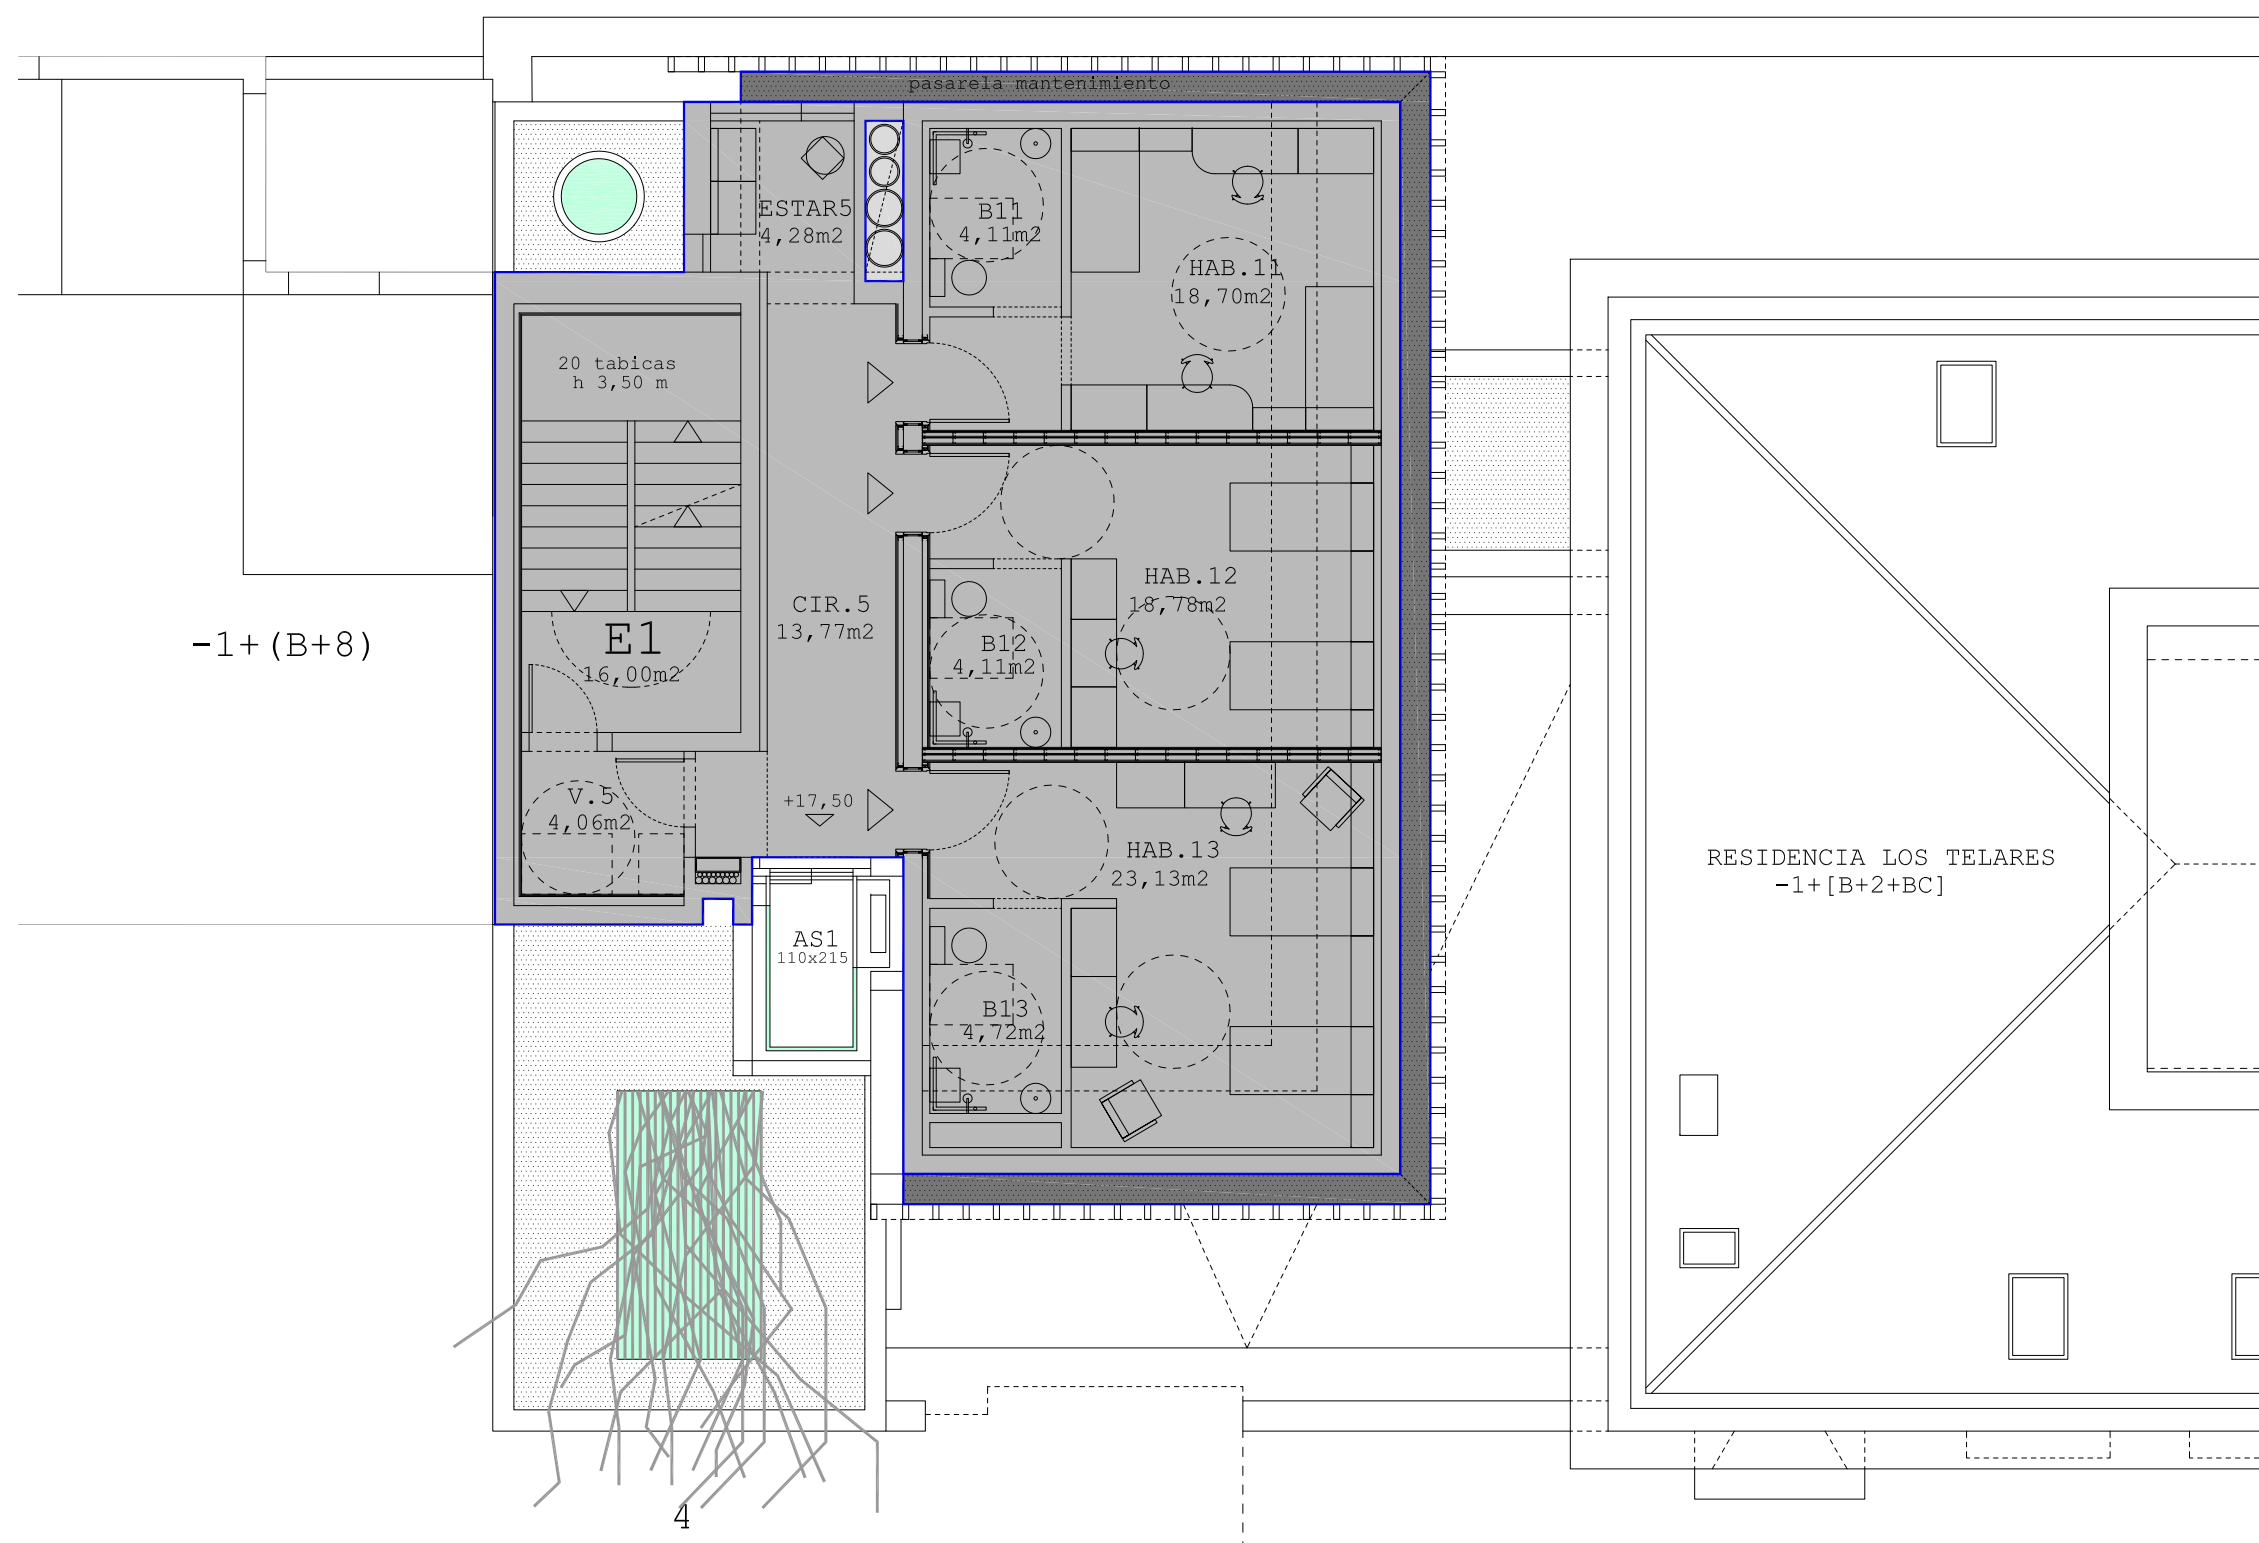 pasarela mantenimiento
ESTAR5
4,28m2
B11
4,11m2
HAB.11
18,70m2
20 tabicas
h 3,50 m
HAB.12
18,78m2
CIR.5
13,77m2
-1+(B+8)
E1
16,00m2
B12
4,11m2
V.5
4,06m2
+17,50
HAB.13
23,13m2
RESIDENCIA LOS TELARES
-1+[B+2+BC]
AS1
110x215
B13
4,72m2
4